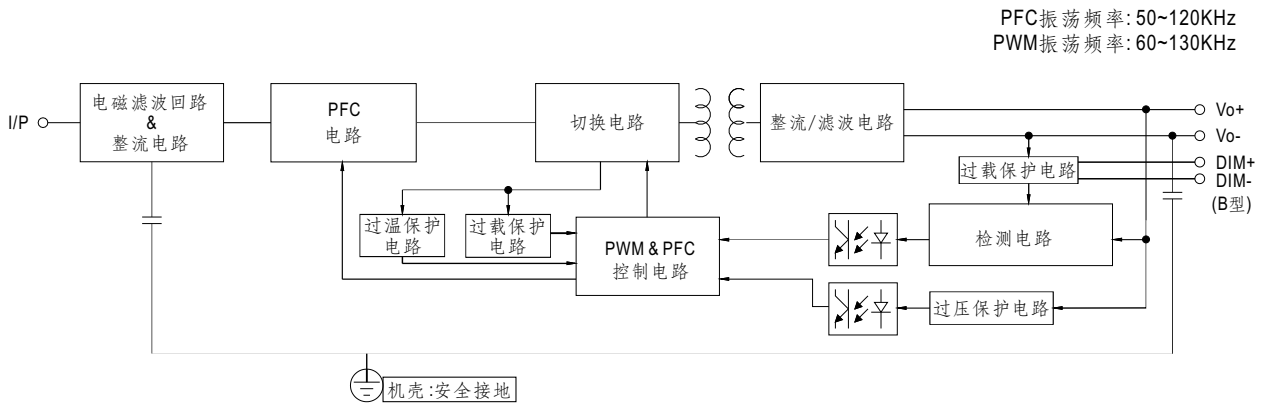 PFC振荡频率: 50~120KHz
PWM振荡频率: 60~130KHz
I/P
电磁滤波回路
&
整流电路
PFC
电路
切换电路
整流/滤波电路
Vo+
Vo-
DIM+
DIM-
(B型)
过载保护电路
过温保护
电路
过载保护
电路
PWM & PFC
控制电路
检测电路
过压保护电路
机壳:安全接地